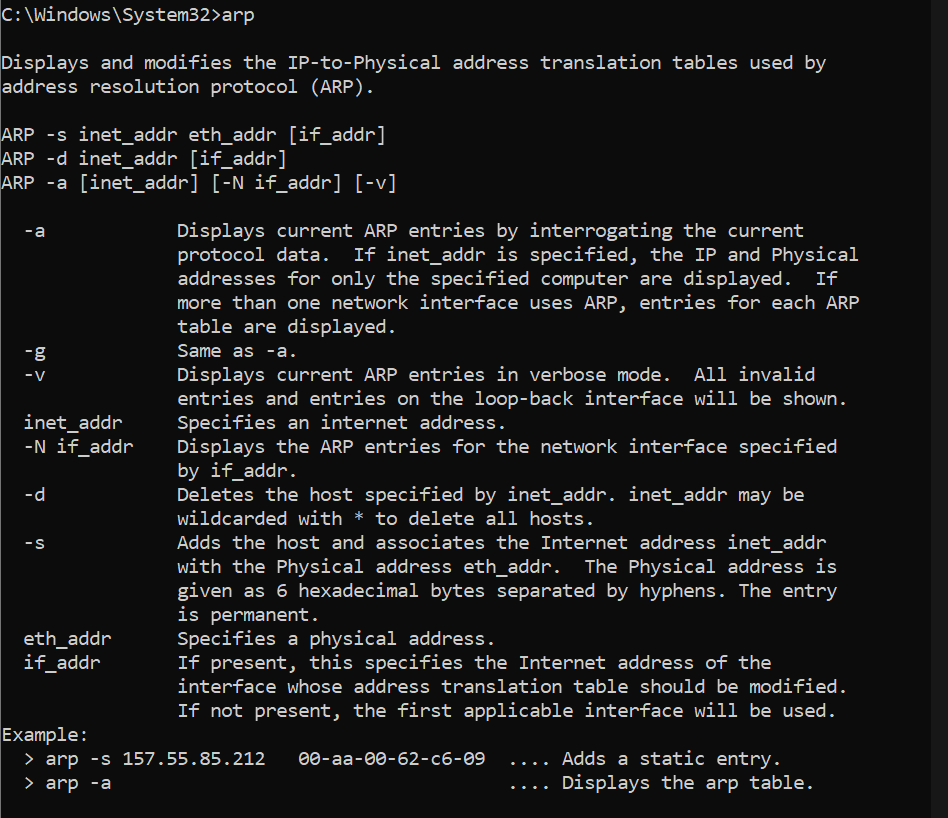 C:\Windows\System32>arp
Displays and modifies the IP-to-Physical address translation tables used by
address resolution protocol (ARP).
ARP -s inet_addr eth_addr [if_addr]
ARP -d inet_addr [if_addr]
ARP -a [inet_addr] [-N if_addr] [-v]
  -a            Displays current ARP entries by interrogating the current
                protocol data.  If inet_addr is specified, the IP and Physical
                addresses for only the specified computer are displayed.  If
                more than one network interface uses ARP, entries for each ARP
                table are displayed.
  -g            Same as -a.
  -v            Displays current ARP entries in verbose mode.  All invalid
                entries and entries on the loop-back interface will be shown.
  inet_addr     Specifies an internet address.
  -N if_addr    Displays the ARP entries for the network interface specified
                by if_addr.
  -d            Deletes the host specified by inet_addr. inet_addr may be
                wildcarded with * to delete all hosts.
  -s            Adds the host and associates the Internet address inet_addr
                with the Physical address eth_addr.  The Physical address is
                given as 6 hexadecimal bytes separated by hyphens. The entry
                is permanent.
  eth_addr      Specifies a physical address.
  if_addr       If present, this specifies the Internet address of the
                interface whose address translation table should be modified.
                If not present, the first applicable interface will be used.
Example:
  > arp -s 157.55.85.212   00-aa-00-62-c6-09  .... Adds a static entry.
  > arp -a                                    .... Displays the arp table.